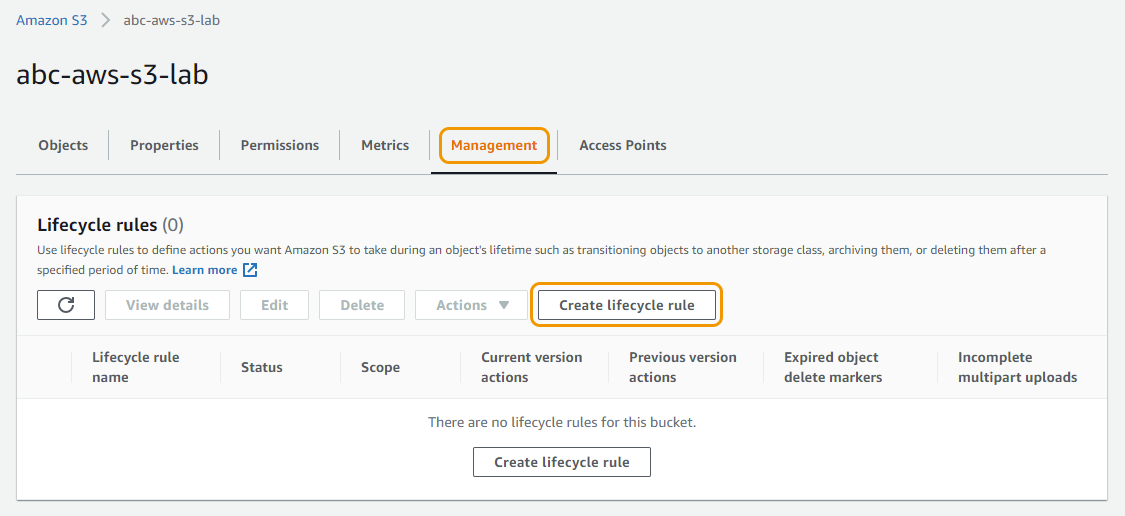 Amazon S3 > abc-aws-s3-lab
abc-aws-s3-lab
Objects Properties Permissions Metrics Management Access Points
Lifecycle rules (0)
Use lifecycle rules to define actions you want Amazon S3 to take during an object's lifetime such as transitioning objects to another storage class, archiving them, or deleting them after a
specified period of time. Learn more
View details Edit Delete Actions Create lifecycle rule
Lifecycle rule name Status Scope Current version actions Previous version actions Expired object delete markers Incomplete multipart uploads
There are no lifecycle rules for this bucket.
Create lifecycle rule